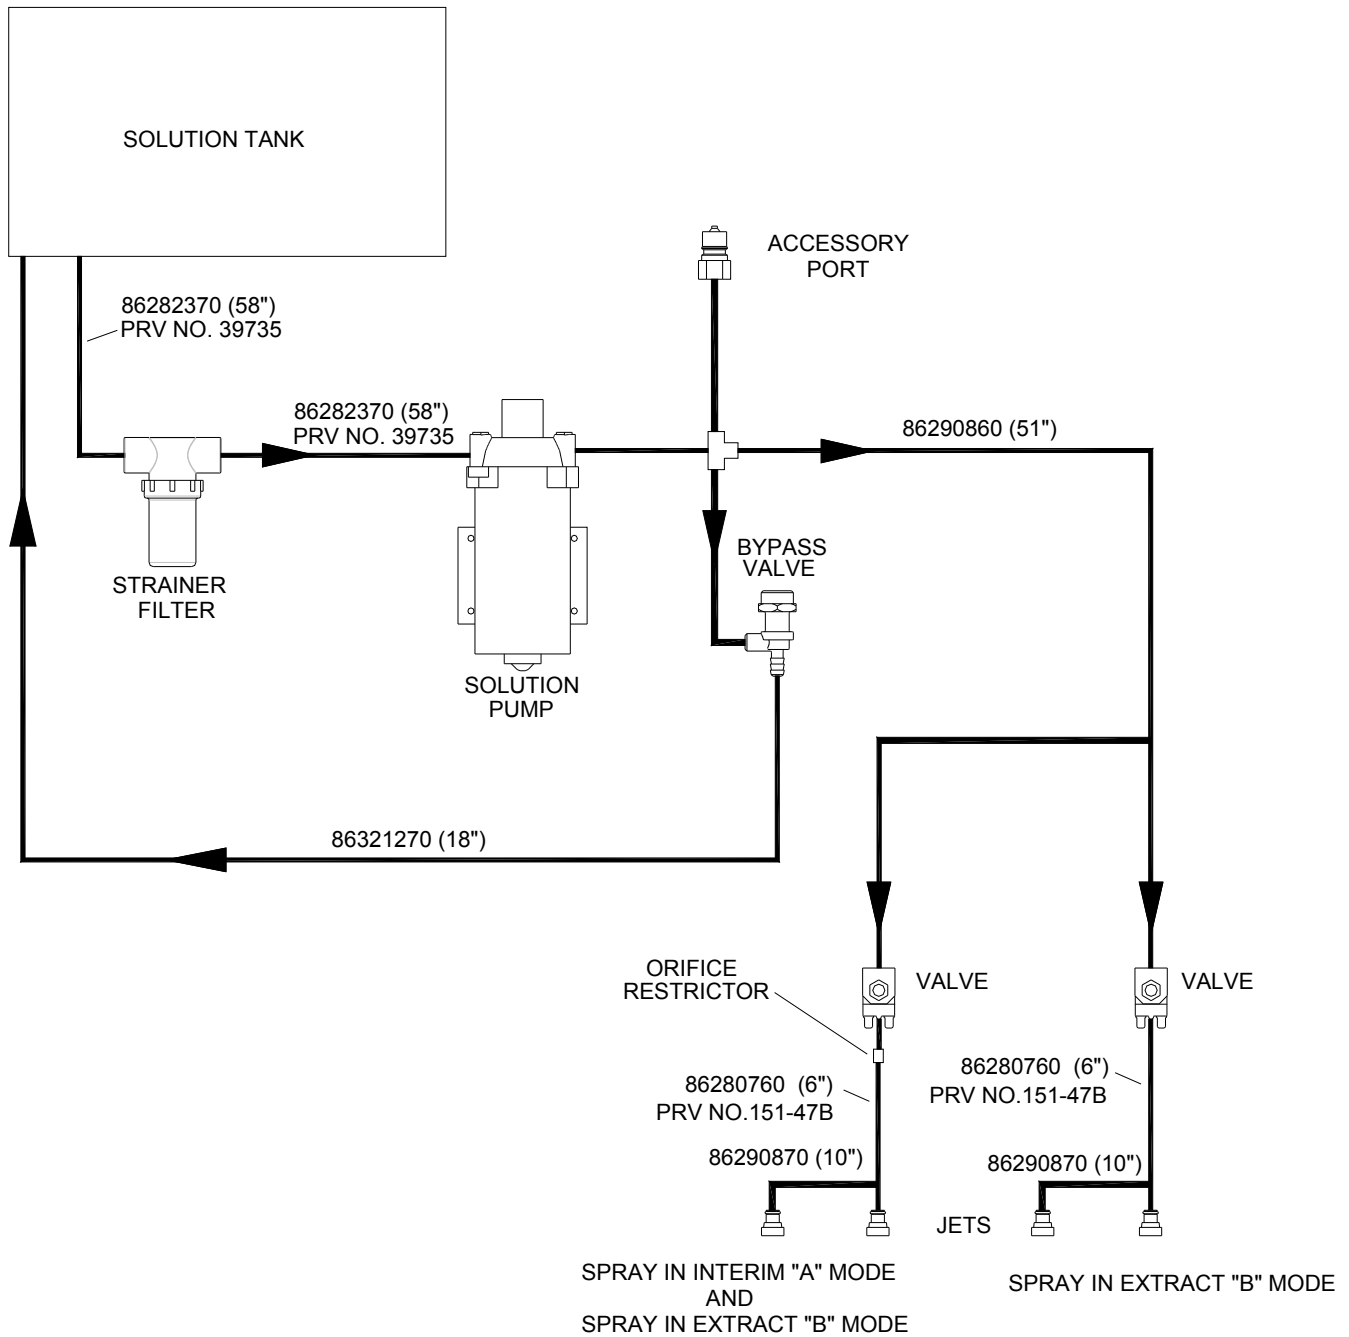 SOLUTION TANK
ACCESSORY
PORT
86282370 (58")
PRV NO. 39735
86282370 (58")
PRV NO. 39735
86290860 (51")
BYPASS
VALVE
STRAINER
FILTER
SOLUTION
PUMP
86321270 (18")
ORIFICE
RESTRICTOR
VALVE
VALVE
86280760  (6")
PRV NO.151-47B
86280760  (6")
PRV NO.151-47B
86290870 (10")
86290870 (10")
JETS
SPRAY IN INTERIM "A" MODE
AND
SPRAY IN EXTRACT "B" MODE
SPRAY IN EXTRACT "B" MODE